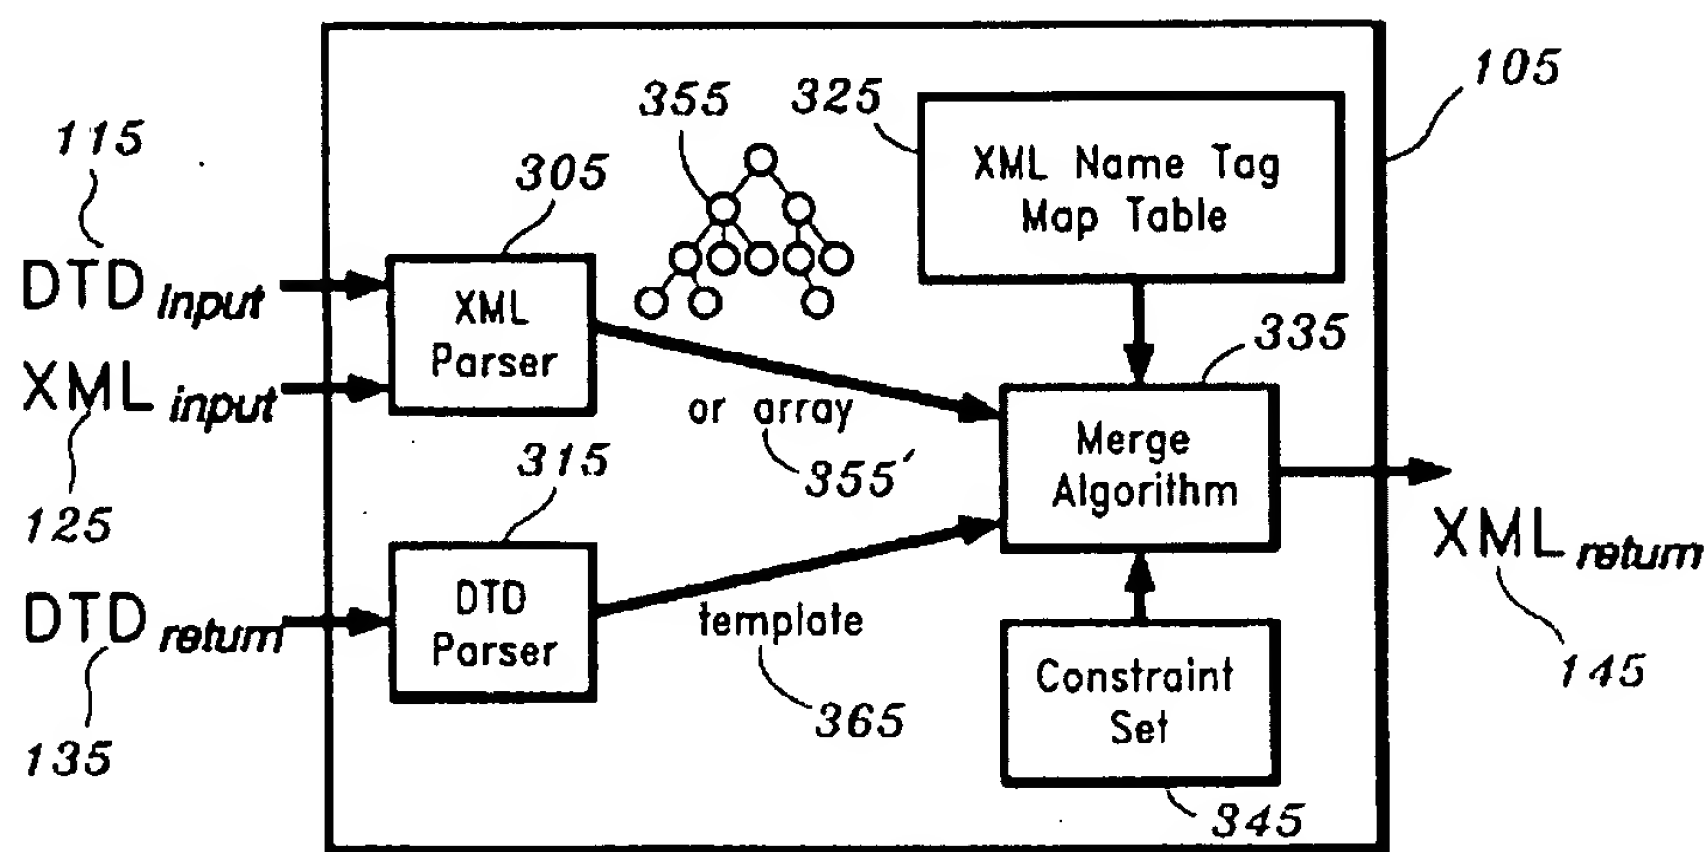 105
355
325
115
XML Name Tag
Map Table
305
DTD input
XML
Parser
335
XML input
or array
Merge
Algorithm
315
355'
125
XML return
DTD
Parser
DTD return
template
Constraint
Set
145
365
135
345